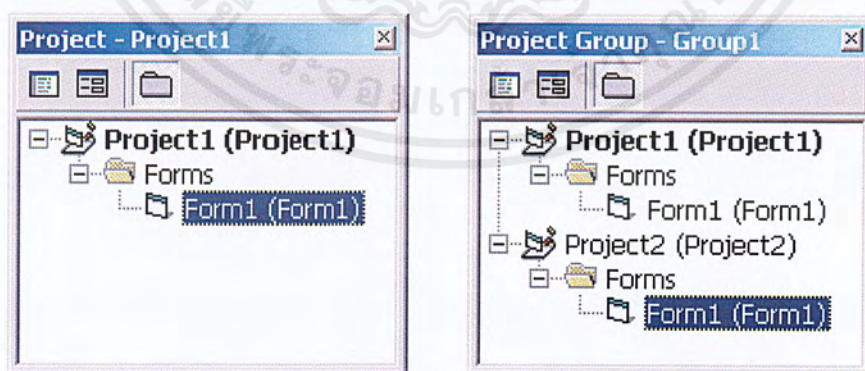 Project - Project1
Project1 (Project1)
Forms
Form1 (Form1)
Project Group - Group1
Project1 (Project1)
Forms
Form1 (Form1)
Project2 (Project2)
Forms
Form1 (Form1)